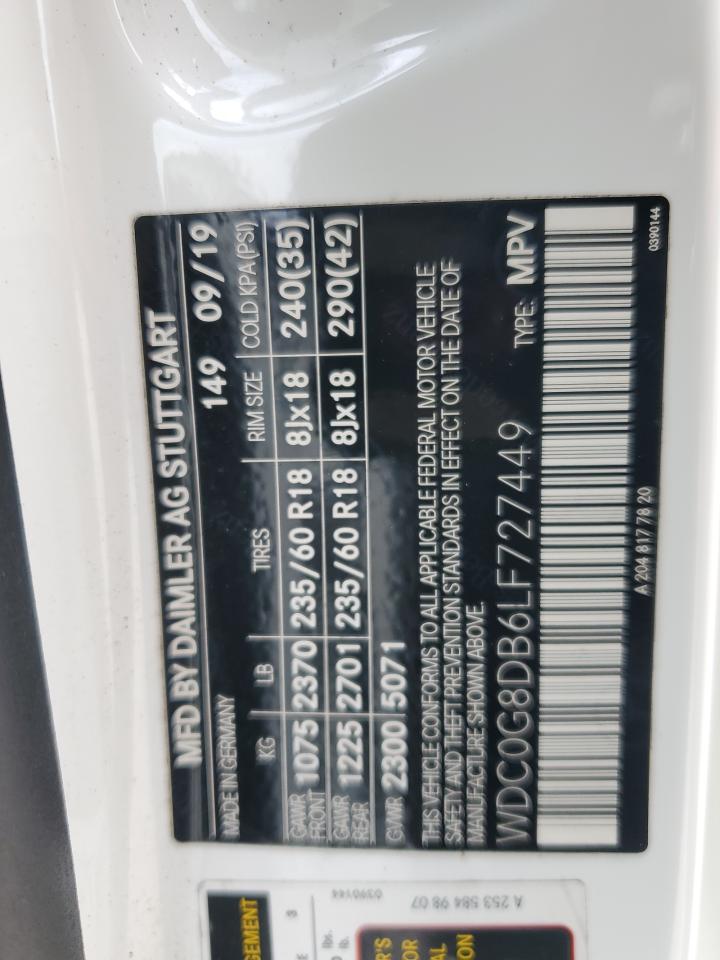 MFD BY DAIMLER AG STUTTGART
MADE IN GERMANY 149 09/19
KG LB TIRES RIM SIZE COLD KPA(PSI)
GAWR FRONT 1075 2370 235/60 R18 8Jx18 240(35)
GAWR REAR 1225 2701 235/60 R18 8Jx18 290(42)
GVWR 2300 5071
THIS VEHICLE CONFORMS TO ALL APPLICABLE FEDERAL MOTOR VEHICLE
SAFETY AND THEFT PREVENTION STANDARDS IN EFFECT ON THE DATE OF
MANUFACTURE SHOWN ABOVE.
WDC0G8DB6LF727449 TYPE: MPV
A 204 817 78 20 0390144
A 253 584 98 07
0390144
3
lbs.
lb.